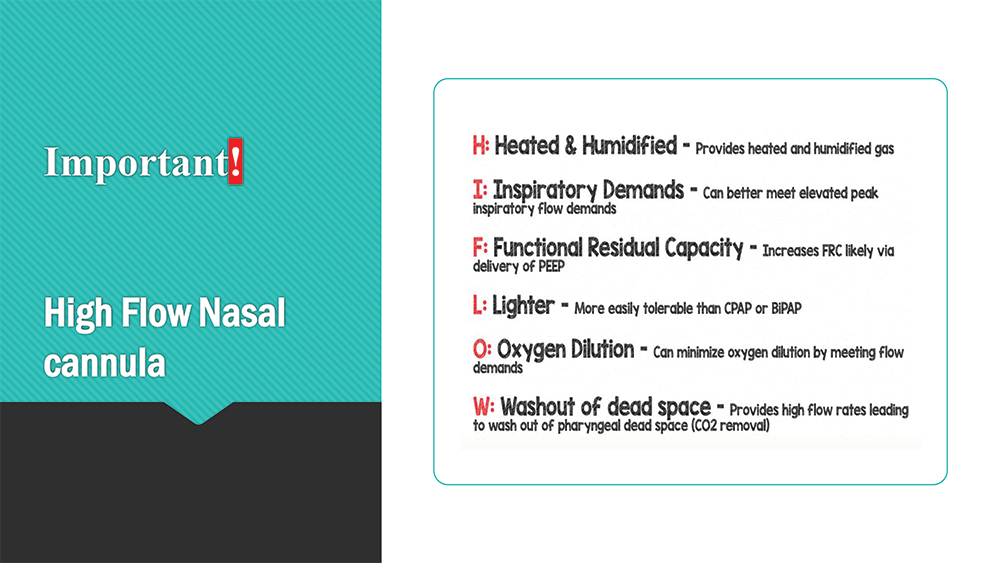 Important!
High Flow Nasal
cannula
H: Heated & Humidified - Provides heated and humidified gas
I: Inspiratory Demands - Can better meet elevated peak
inspiratory flow demands
F: Functional Residual Capacity - Increases FRC likely via
delivery of PEEP
L: Lighter - More easily tolerable than CPAP or BiPAP
O: Oxygen Dilution - Can minimize oxygen dilution by meeting flow
demands
W: Washout of dead space - Provides high flow rates leading
to wash out of pharyngeal dead space (CO2 removal)